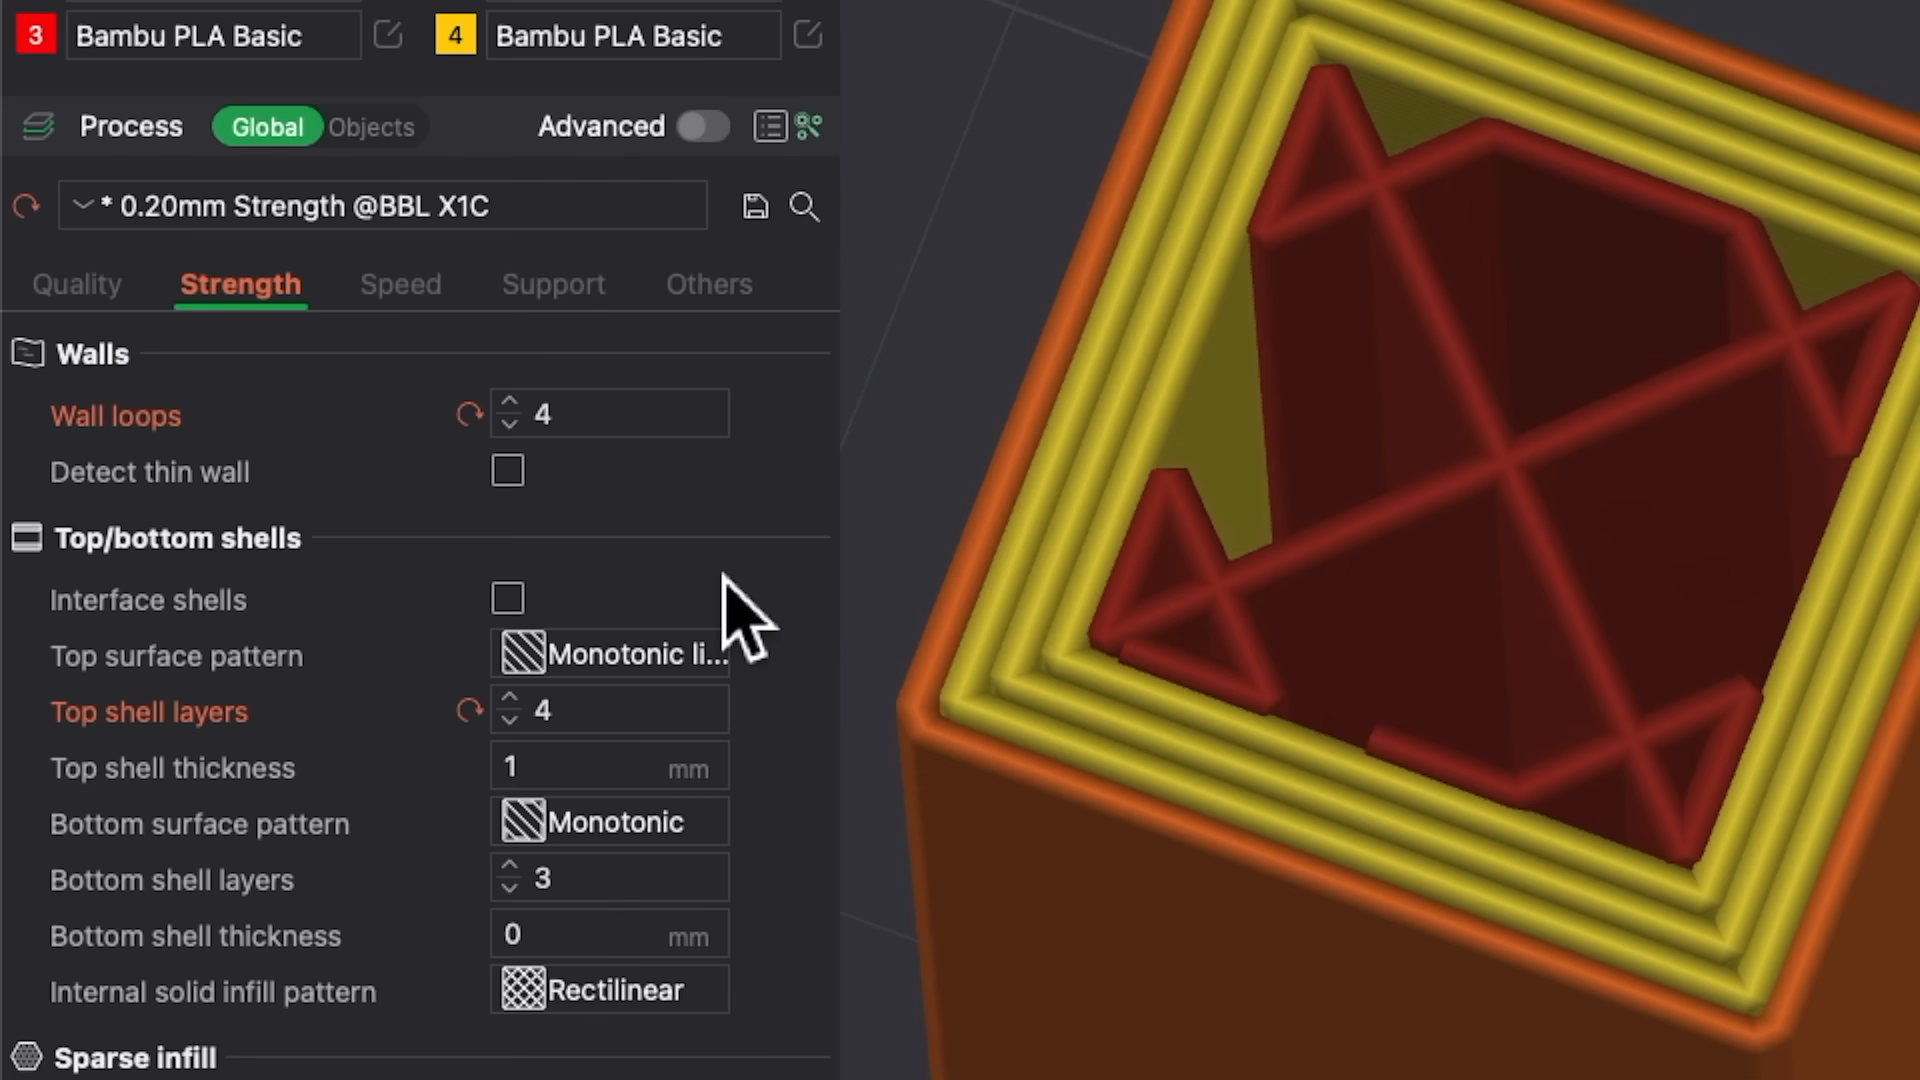 3 Bambu PLA Basic 4 Bambu PLA Basic
Process Global Objects Advanced
* 0.20mm Strength @BBL X1C
Quality Strength Speed Support Others
Walls
Wall loops 4
Detect thin wall
Top/bottom shells
Interface shells
Top surface pattern Monotonic li...
Top shell layers 4
Top shell thickness 1 mm
Bottom surface pattern Monotonic
Bottom shell layers 3
Bottom shell thickness 0 mm
Internal solid infill pattern Rectilinear
Sparse infill